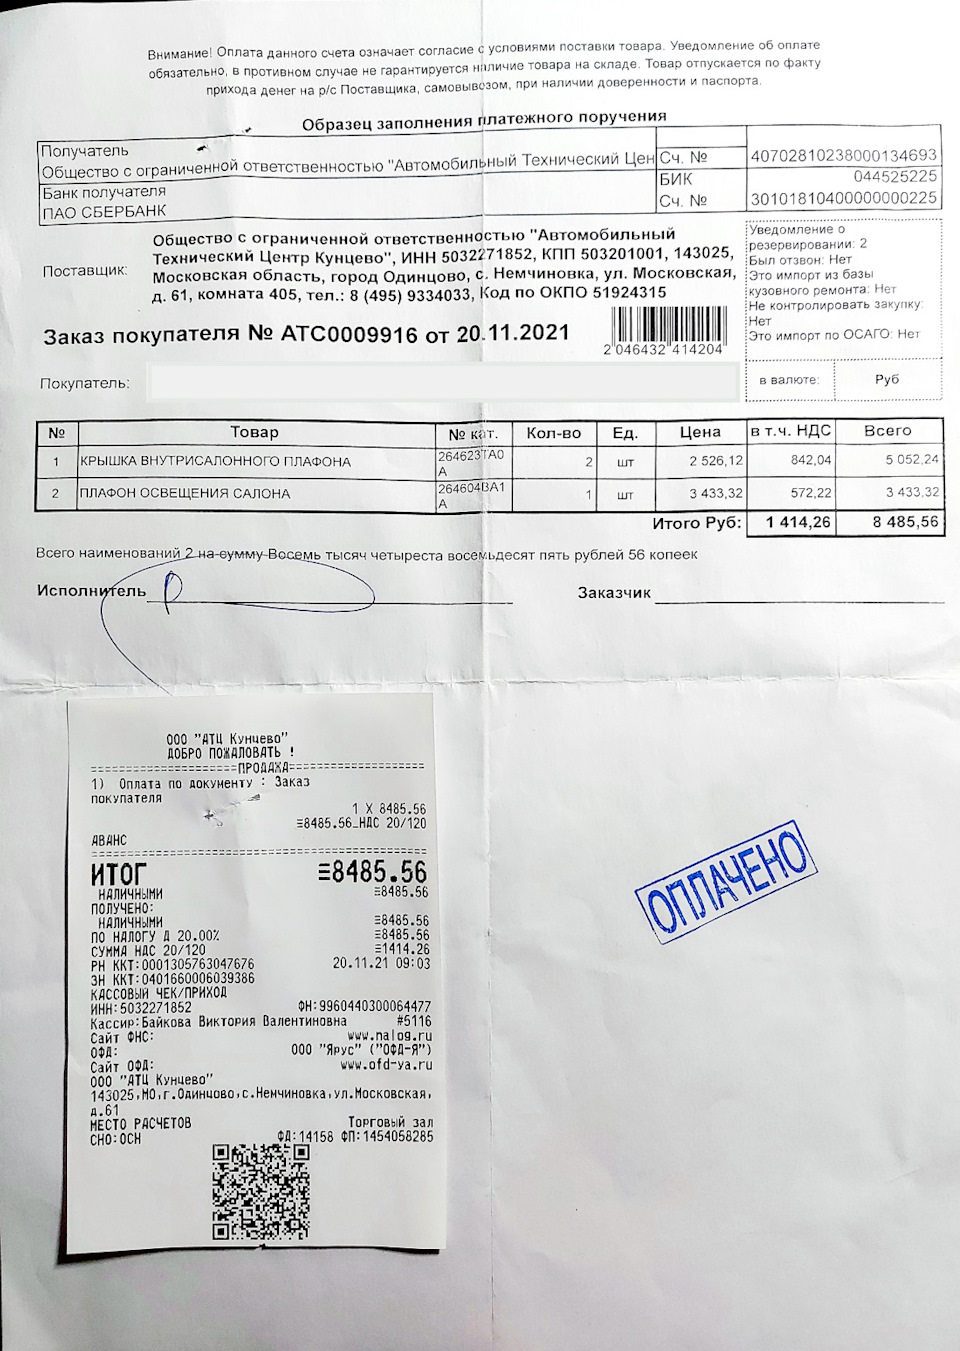 Внимание! Оплата данного счета означает согласие с условиями поставки товара. Уведомление об оплате
обязательно, в противном случае не гарантируется наличие товара на складе. Товар отпускается по факту
прихода денег на р/с Поставщика, самовывозом, при наличии доверенности и паспорта.
Образец заполнения платежного поручения
Получатель
Общество с ограниченной ответственностью "Автомобильный Технический Цен
Сч. № 40702810238000134693
Банк получателя
ПАО СБЕРБАНК
БИК 044525225
Сч. № 30101810400000000225
Поставщик:
Общество с ограниченной ответственностью "Автомобильный
Технический Центр Кунцево", ИНН 5032271852, КПП 503201001, 143025,
Московская область, город Одинцово, с. Немчиновка, ул. Московская,
д. 61, комната 405, тел.: 8 (495) 9334033, Код по ОКПО 51924315
Уведомление о
резервировании: 2
Был отзвон: Нет
Это импорт из базы
кузовного ремонта: Нет
Не контролировать закупку:
Нет
Это импорт по ОСАГО: Нет
Заказ покупателя № АТС0009916 от 20.11.2021
2 046432 414204
Покупатель:
в валюте: Руб
№ Товар № кат. Кол-во Ед. Цена в т.ч. НДС Всего
1 КРЫШКА ВНУТРИСАЛОННОГО ПЛАФОНА 264623TA0 2 шт 2 526,12 842,04 5 052,24
A
2 ПЛАФОН ОСВЕЩЕНИЯ САЛОНА 264604BA1 1 шт 3 433,32 572,22 3 433,32
A
Итого Руб: 1 414,26 8 485,56
Всего наименований 2 на сумму Восемь тысяч четыреста восемьдесят пять рублей 56 копеек
Исполнитель
Заказчик
ООО "АТЦ Кунцево"
ДОБРО ПОЖАЛОВАТЬ !
====================ПРОДАЖА==================
1) Оплата по документу : Заказ
покупателя
1 X 8485.56
≡8485.56_НДС 20/120
АВАНС
ИТОГ ≡8485.56
НАЛИЧНЫМИ ≡8485.56
ПОЛУЧЕНО:
НАЛИЧНЫМИ ≡8485.56
ПО НАЛОГУ Д 20.00% ≡8485.56
СУММА НДС 20/120 ≡1414.26
РН ККТ:0001305763047676 20.11.21 09:03
ЗН ККТ:0401660006039386
КАССОВЫЙ ЧЕК/ПРИХОД
ИНН:5032271852 ФН:9960440300064477
Кассир:Байкова Виктория Валентиновна #5116
Сайт ФНС: www.nalog.ru
ОФД: ООО "Ярус" ("ОФД-Я")
Сайт ОФД: www.ofd-ya.ru
ООО "АТЦ Кунцево"
143025,МО,г.Одинцово,с.Немчиновка,ул.Московская,
д.61
МЕСТО РАСЧЕТОВ Торговый зал
СНО:ОСН ФД:14158 ФП:1454058285
ОПЛАЧЕНО